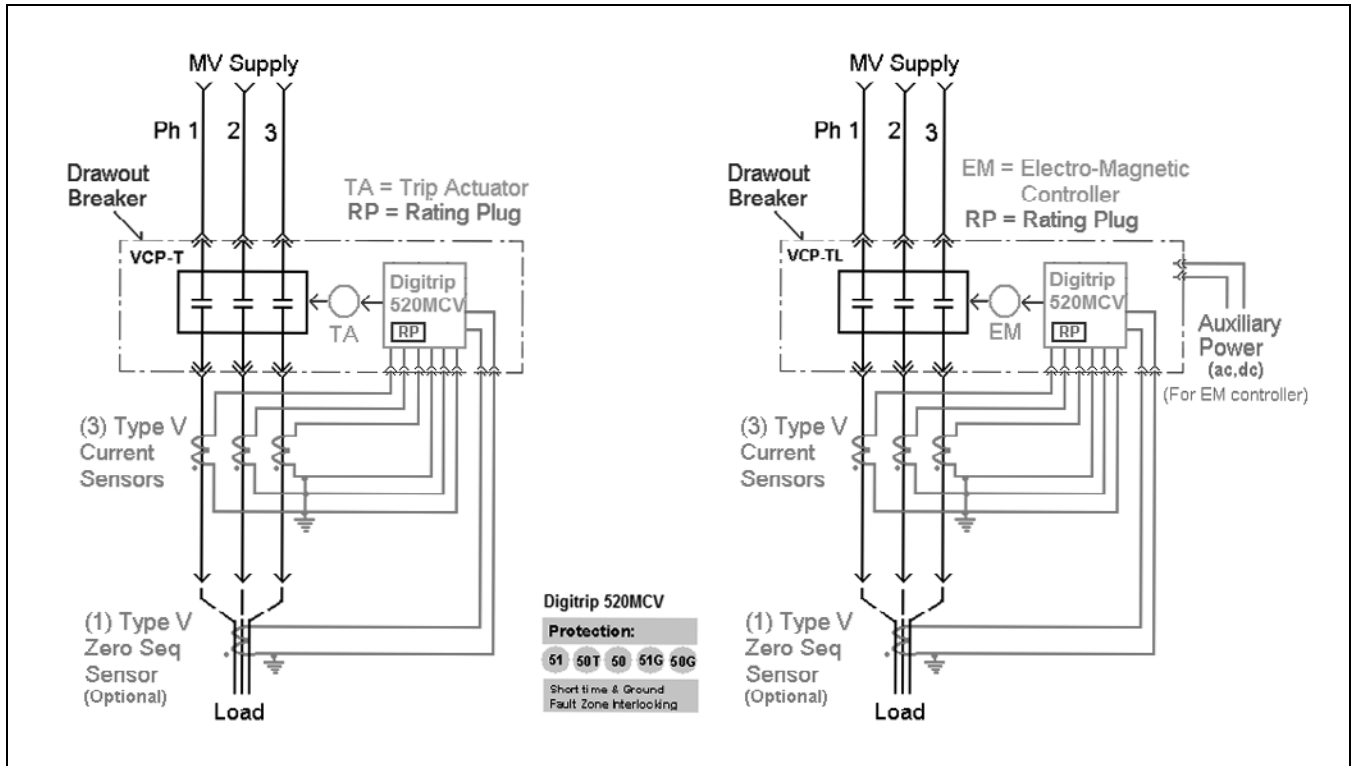 MV Supply
Ph 1
2
3
Drawout
Breaker
TA = Trip Actuator
RP = Rating Plug
VCP-T
Digitrip
520MCV
RP
TA
(3) Type V
Current
Sensors
(1) Type V
Zero Seq
Sensor
(Optional)
Load
Digitrip 520MCV
Protection:
51 50T 50 51G 50G
Short time & Ground
Fault Zone Interlocking
MV Supply
Ph 1
2
3
Drawout
Breaker
EM = Electro-Magnetic
Controller
RP = Rating Plug
VCP-TL
Digitrip
520MCV
RP
EM
Auxiliary
Power
(ac,dc)
(For EM controller)
(3) Type V
Current
Sensors
(1) Type V
Zero Seq
Sensor
(Optional)
Load